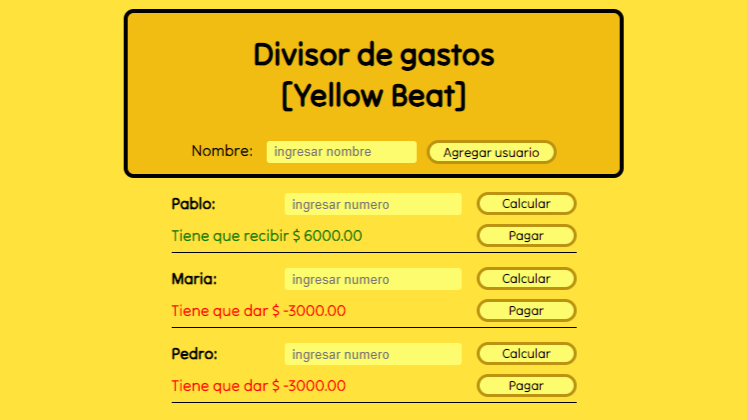 Divisor de gastos
[Yellow Beat]
Nombre: ingresar nombre Agregar usuario
Pablo: ingresar numero Calcular
Tiene que recibir $ 6000.00 Pagar
Maria: ingresar numero Calcular
Tiene que dar $ -3000.00 Pagar
Pedro: ingresar numero Calcular
Tiene que dar $ -3000.00 Pagar